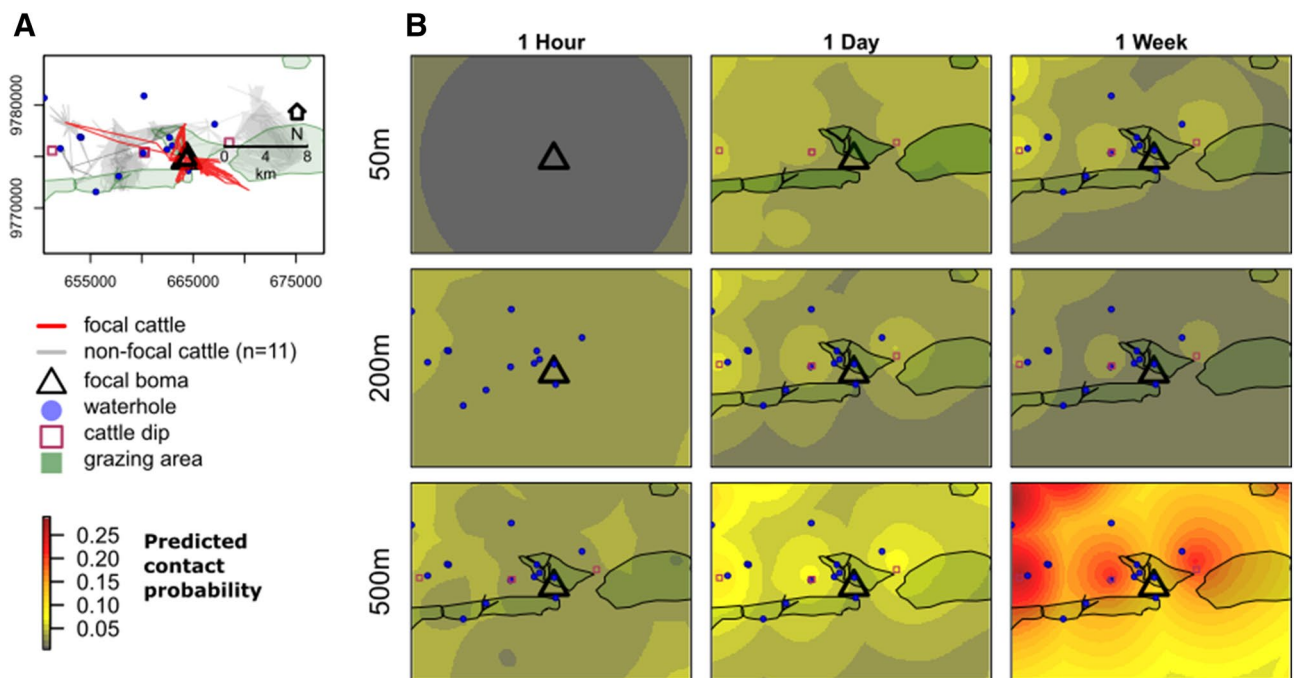 A
B
1 Hour
1 Day
1 Week
9780000
9770000
N
0 4 8
km
655000
665000
675000
50m
200m
500m
focal cattle
non-focal cattle (n=11)
focal boma
waterhole
cattle dip
grazing area
0.25
0.20
0.15
0.10
0.05
Predicted
contact
probability